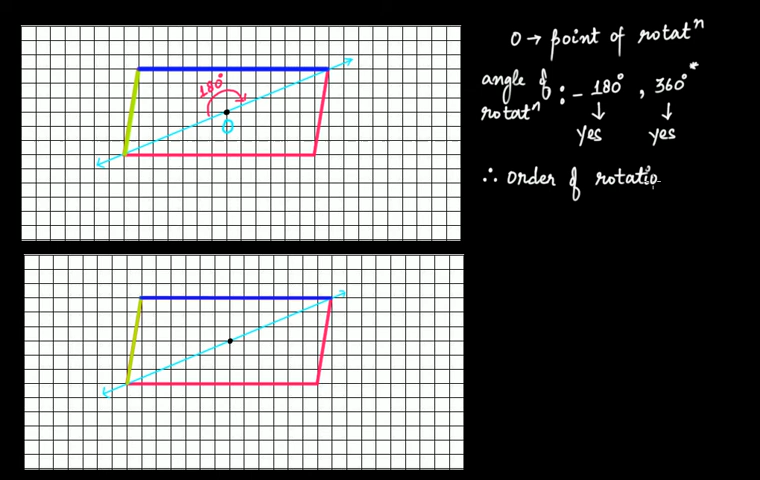 180°
O
O → point of rotatⁿ
angle of rotatⁿ :- 180°, 360°*
yes yes
∴ order of rotatio